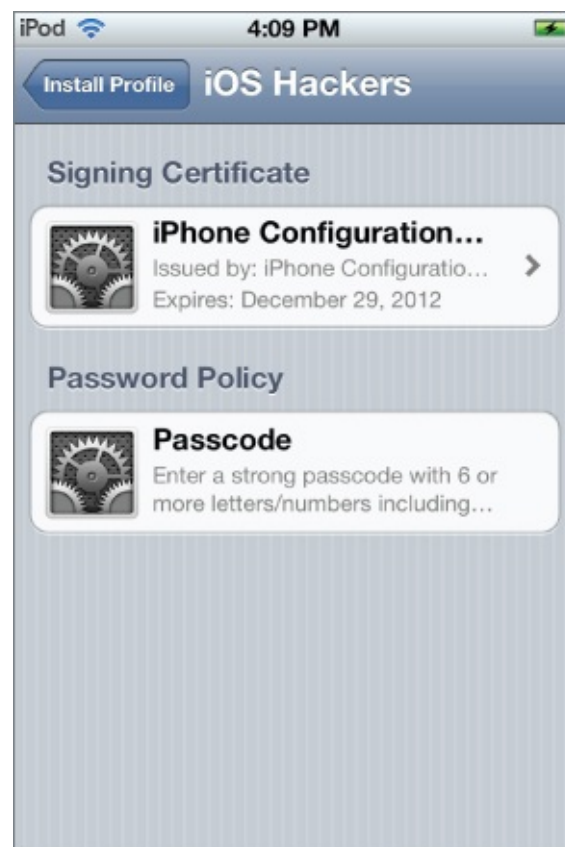 iPod 4:09 PM
Install Profile iOS Hackers
Signing Certificate
iPhone Configuration...
Issued by: iPhone Configuratio...
Expires: December 29, 2012
Password Policy
Passcode
Enter a strong passcode with 6 or
more letters/numbers including...